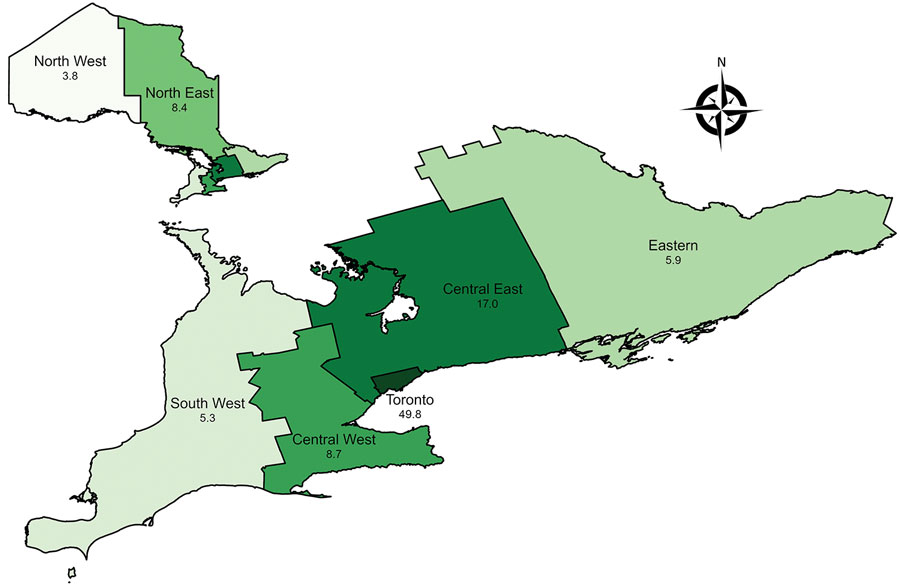 North West
3.8
North East
8.4
N
Eastern
5.9
Central East
17.0
Toronto
49.8
South West
5.3
Central West
8.7